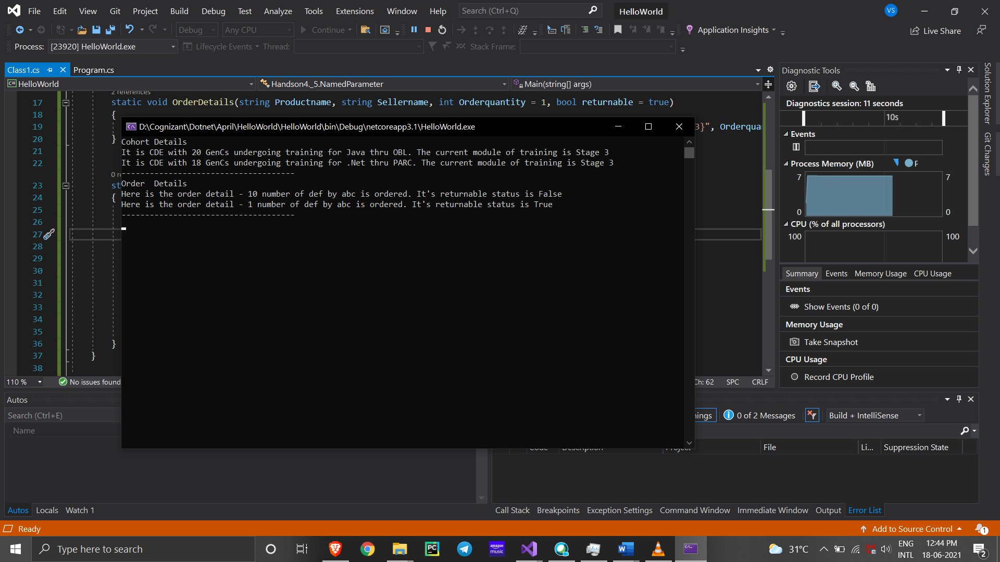 File Edit View Git Project Build Debug Test Analyze Tools Extensions Window Help Search (Ctrl+Q) HelloWorld VS
Debug Any CPU Continue Application Insights Live Share
Process: [23920] HelloWorld.exe Lifecycle Events Thread: Stack Frame:
Class1.cs Program.cs
C# HelloWorld Handson4._5.NamedParameter Main(string[] args)
2 references
17 static void OrderDetails(string Productname, string Sellername, int Orderquantity = 1, bool returnable = true)
18 {
19 3}", Orderqua
20 }
21
22
0 re
23 st
24 {
25
26
27
28
29
30
31
32
33
34
35
36 }
37 }
38
110 % No issues found Ch: 62 SPC CRLF
D:\Cognizant\Dotnet\April\HelloWorld\HelloWorld\bin\Debug\netcoreapp3.1\HelloWorld.exe
Cohort Details
It is CDE with 20 GenCs undergoing training for Java thru OBL. The current module of training is Stage 3
It is CDE with 18 GenCs undergoing training for .Net thru PARC. The current module of training is Stage 3
-------------------------------------
Order  Details
Here is the order detail - 10 number of def by abc is ordered. It's returnable status is False
Here is the order detail - 1 number of def by abc is ordered. It's returnable status is True
-------------------------------------
Diagnostic Tools
Diagnostics session: 11 seconds
10s
Events
Process Memory (MB) P
7 7
0 0
CPU (% of all processors)
100 100
Summary Events Memory Usage CPU Usage
Events
Show Events (0 of 0)
Memory Usage
Take Snapshot
CPU Usage
Record CPU Profile
Solution Explorer
Git Changes
Autos
Search (Ctrl+E)
Name
Autos Locals Watch 1
nings 0 of 2 Messages Build + IntelliSense
Code Description Project File Li... Suppression State
Call Stack Breakpoints Exception Settings Command Window Immediate Window Output Error List
Ready Add to Source Control 1
Type here to search PC amazon music 31°C ENG INTL 12:44 PM 18-06-2021 2